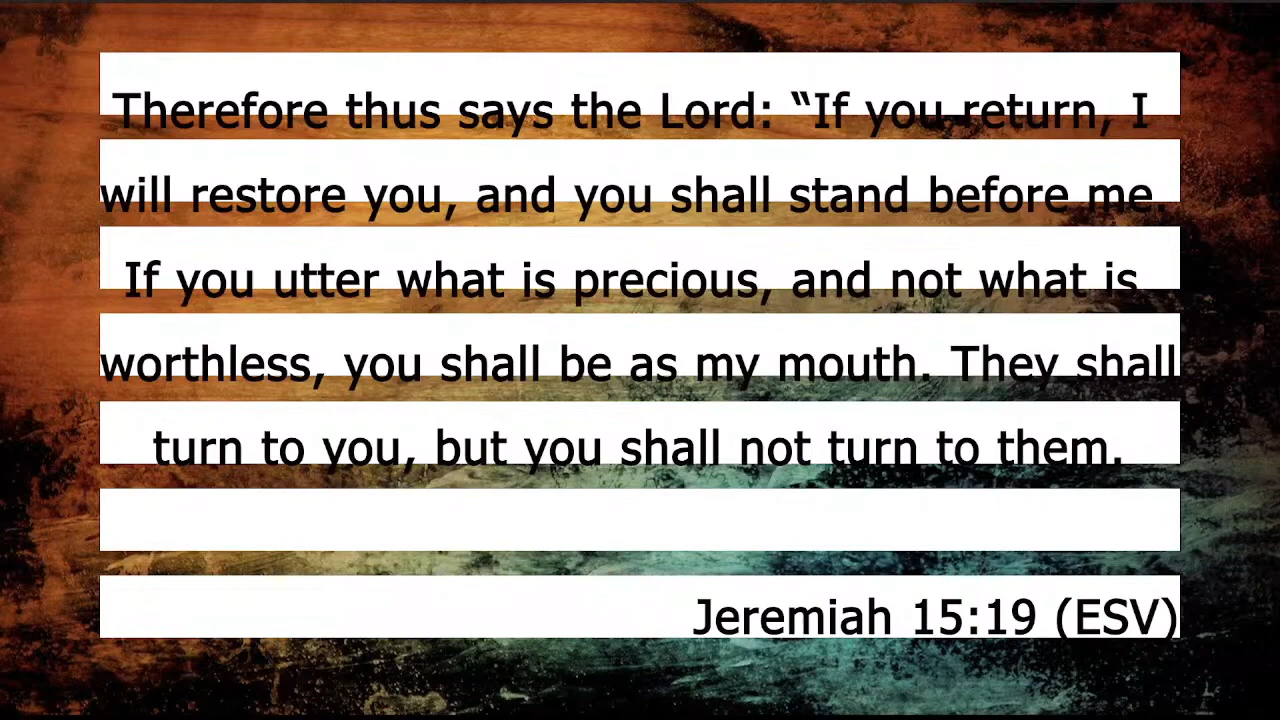 Therefore thus says the Lord: “If you return, I
will restore you, and you shall stand before me.
If you utter what is precious, and not what is
worthless, you shall be as my mouth. They shall
turn to you, but you shall not turn to them.
Jeremiah 15:19 (ESV)